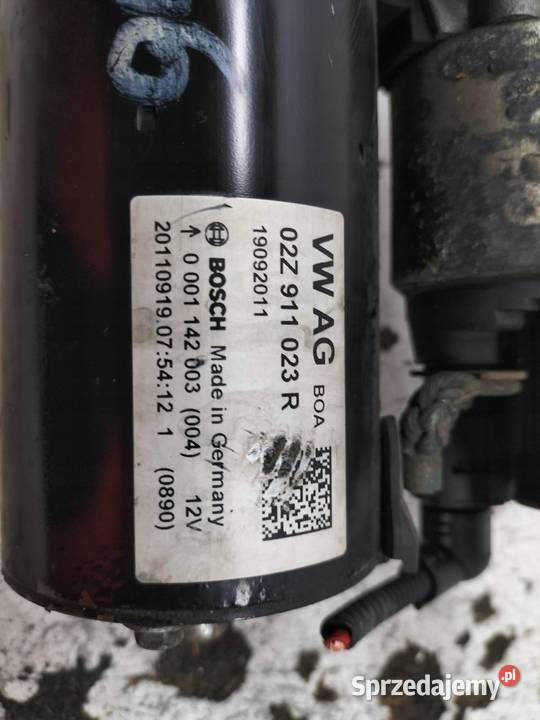 VW AG BOA
02Z 911 023 R
19092011
BOSCH Made in Germany
↑ 0 001 142 003 (004) 12V
20110919.07:54:12 1 (0890)
Sprzedajemy.pl